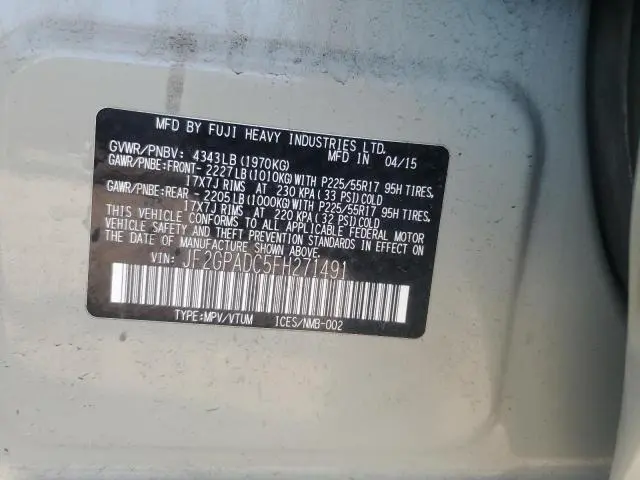 MFD BY FUJI HEAVY INDUSTRIES LTD.
GVWR/PNBV: 4343LB (1970KG) MFD IN 04/15
GAWR/PNBE:FRONT- 2227LB (1010KG) WITH P225/55R17 95H TIRES,
17X7J RIMS AT 230 KPA (33 PSI) COLD
GAWR/PNBE:REAR - 2205LB (1000KG) WITH P225/55R17 95H TIRES,
17X7J RIMS AT 220 KPA (32 PSI) COLD
THIS VEHICLE CONFORMS TO ALL APPLICABLE FEDERAL MOTOR
VEHICLE SAFETY AND THEFT PREVENTION STANDARDS IN EFFECT
ON THE DATE OF MANUFACTURE SHOWN ABOVE.
VIN: JF2GPADC5FH271491
TYPE:MPV/VTUM ICES/NMB-002